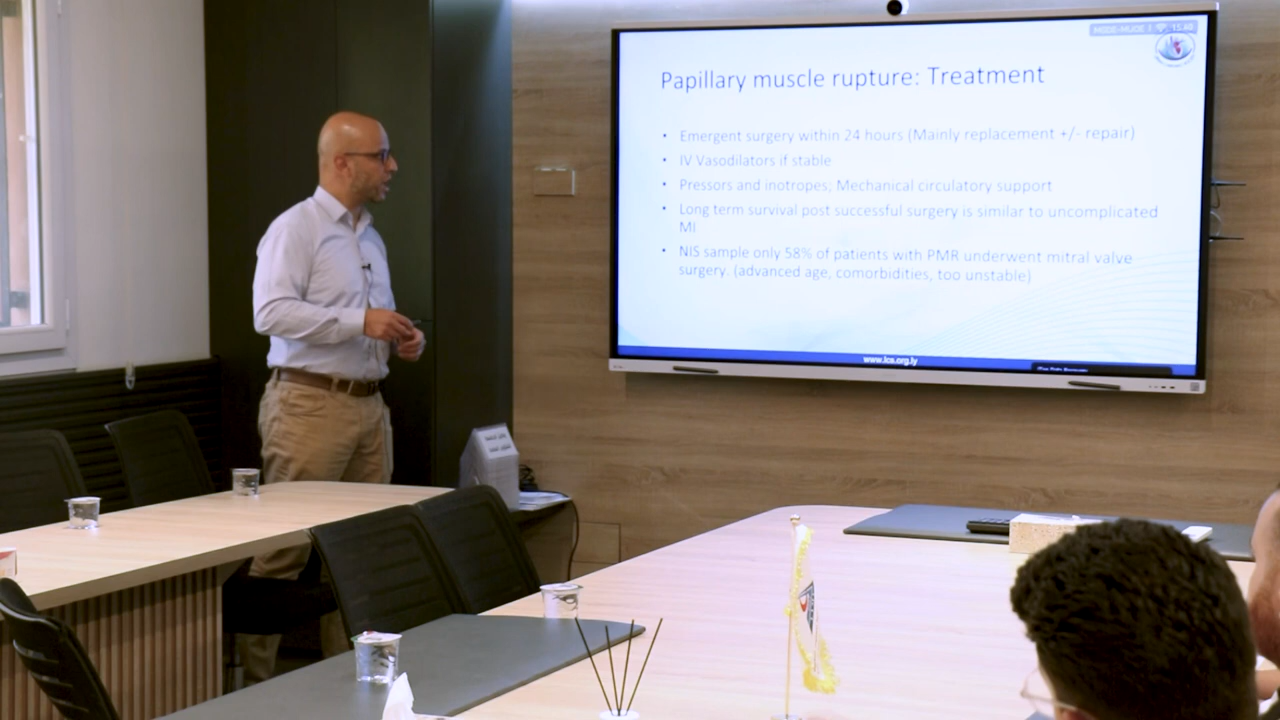 15:40
Papillary muscle rupture: Treatment
• Emergent surgery within 24 hours (Mainly replacement +/- repair)
• IV Vasodilators if stable
• Pressors and inotropes; Mechanical circulatory support
• Long term survival post successful surgery is similar to uncomplicated
MI
• NIS sample only 58% of patients with PMR underwent mitral valve
surgery. (advanced age, comorbidities, too unstable)
www.lcs.org.ly